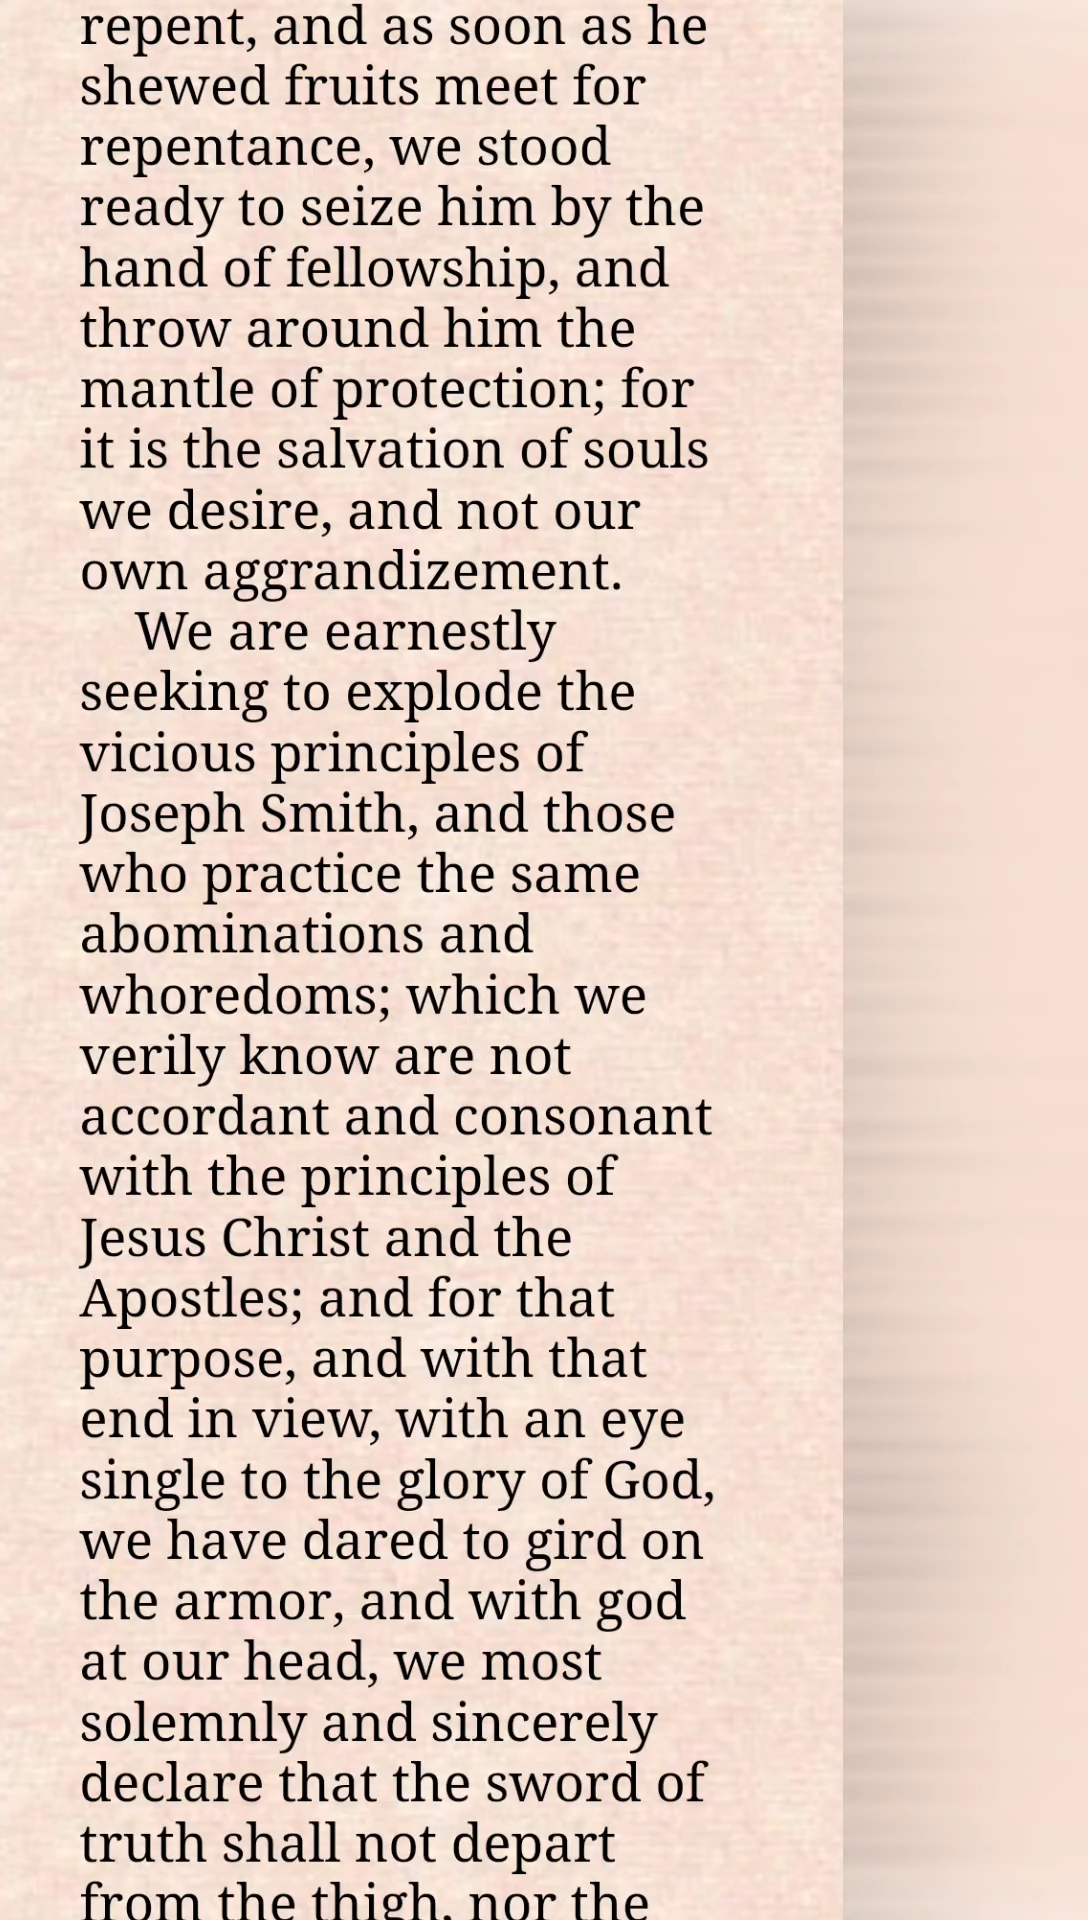 repent, and as soon as he
shewed fruits meet for
repentance, we stood
ready to seize him by the
hand of fellowship, and
throw around him the
mantle of protection; for
it is the salvation of souls
we desire, and not our
own aggrandizement.
We are earnestly
seeking to explode the
vicious principles of
Joseph Smith, and those
who practice the same
abominations and
whoredoms; which we
verily know are not
accordant and consonant
with the principles of
Jesus Christ and the
Apostles; and for that
purpose, and with that
end in view, with an eye
single to the glory of God,
we have dared to gird on
the armor, and with god
at our head, we most
solemnly and sincerely
declare that the sword of
truth shall not depart
from the thigh, nor the